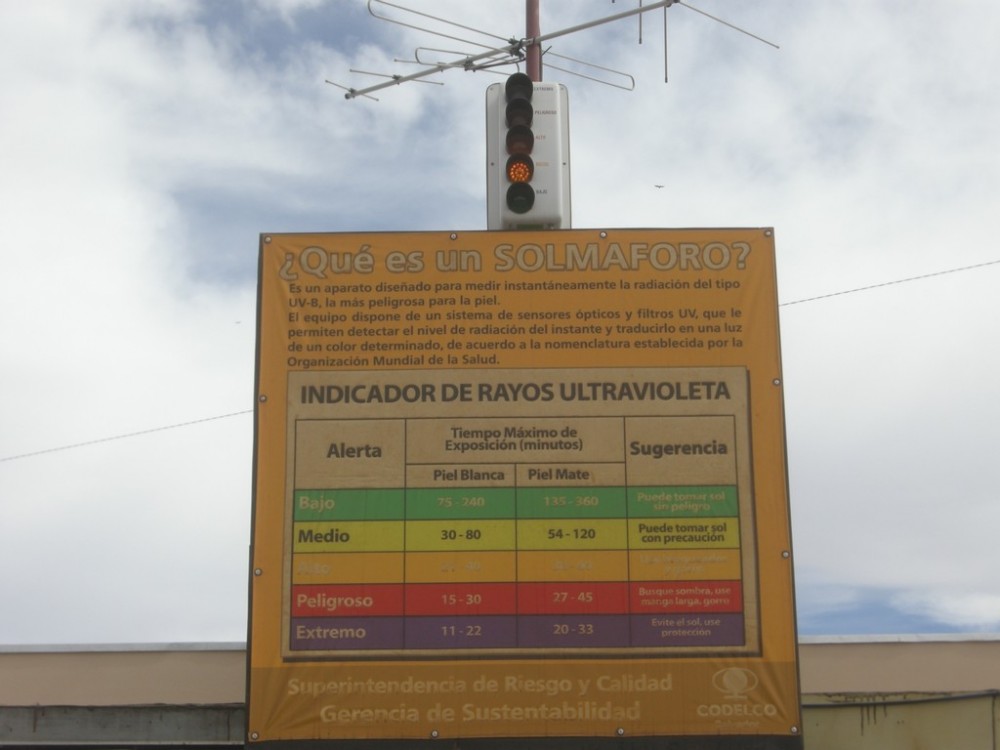 EXTREMO
PELIGROSO
ALTO
MEDIO
BAJO
¿Qué es un SOLMAFORO?
Es un aparato diseñado para medir instantáneamente la radiación del tipo
UV-B, la más peligrosa para la piel.
El equipo dispone de un sistema de sensores ópticos y filtros UV, que le
permiten detectar el nivel de radiación del instante y traducirlo en una luz
de un color determinado, de acuerdo a la nomenclatura establecida por la
Organización Mundial de la Salud.
INDICADOR DE RAYOS ULTRAVIOLETA
Alerta
Tiempo Máximo de
Exposición (minutos)
Sugerencia
Piel Blanca Piel Mate
Bajo 75 - 240 135 - 360 Puede tomar sol
sin peligro
Medio 30 - 80 54 - 120 Puede tomar sol
con precaución
Alto
Peligroso 15 - 30 27 - 45 Busque sombra, use
manga larga, gorro
Extremo 11 - 22 20 - 33 Evite el sol, use
protección
Superintendencia de Riesgo y Calidad
Gerencia de Sustentabilidad
CODELCO